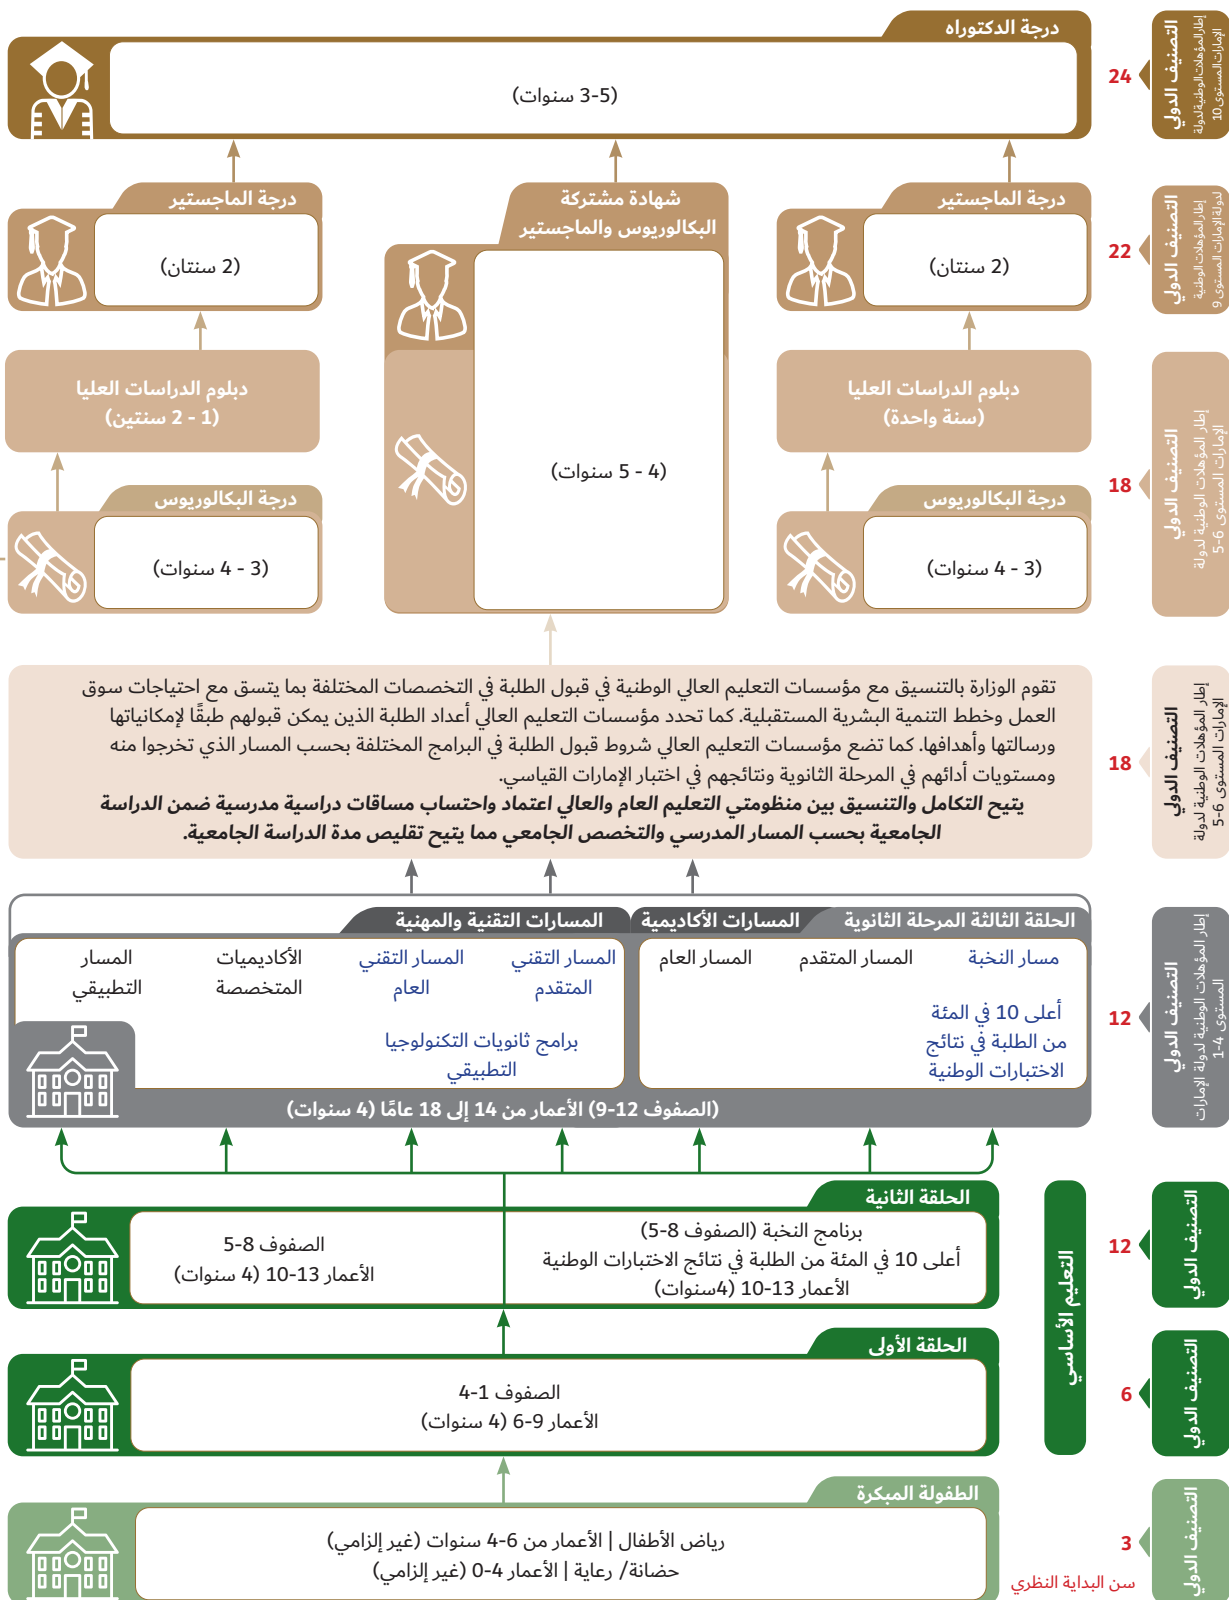 درجة الدكتوراه
(3-5 سنوات)
24
التصنيف الدولي
إطار المؤهلات الوطنية لدولة
الإمارات المستوى 10
درجة الماجستير
(2 سنتان)
شهادة مشتركة
البكالوريوس والماجستير
(4 - 5 سنوات)
درجة الماجستير
(2 سنتان)
22
التصنيف الدولي
إطار المؤهلات الوطنية
لدولة الإمارات المستوى 9
دبلوم الدراسات العليا
(سنة واحدة)
دبلوم الدراسات العليا
(1 - 2 سنتين)
درجة البكالوريوس
(3 - 4 سنوات)
درجة البكالوريوس
(3 - 4 سنوات)
18
التصنيف الدولي
إطار المؤهلات الوطنية لدولة
الإمارات المستوى 6-5
تقوم الوزارة بالتنسيق مع مؤسسات التعليم العالي الوطنية في قبول الطلبة في التخصصات المختلفة بما يتسق مع احتياجات سوق
العمل وخطط التنمية البشرية المستقبلية. كما تحدد مؤسسات التعليم العالي أعداد الطلبة الذين يمكن قبولهم طبقًا لإمكانياتها
ورسالتها وأهدافها. كما تضع مؤسسات التعليم العالي شروط قبول الطلبة في البرامج المختلفة بحسب المسار الذي تخرجوا منه
ومستويات أدائهم في المرحلة الثانوية ونتائجهم في اختبار الإمارات القياسي.
يتيح التكامل والتنسيق بين منظومتي التعليم العام والعالي اعتماد واحتساب مساقات دراسية مدرسية ضمن الدراسة
الجامعية بحسب المسار المدرسي والتخصص الجامعي مما يتيح تقليص مدة الدراسة الجامعية.
18
التصنيف الدولي
إطار المؤهلات الوطنية لدولة
الإمارات المستوى 6-5
الحلقة الثالثة المرحلة الثانوية
المسارات الأكاديمية
المسارات التقنية والمهنية
مسار النخبة
أعلى 10 في المئة
من الطلبة في نتائج
الاختبارات الوطنية
المسار المتقدم
المسار العام
المسار التقني
المتقدم
المسار التقني
العام
برامج ثانويات التكنولوجيا
التطبيقي
الأكاديميات
المتخصصة
المسار
التطبيقي
(الصفوف 12-9) الأعمار من 14 إلى 18 عامًا (4 سنوات)
12
التصنيف الدولي
إطار المؤهلات الوطنية لدولة الإمارات
المستوى 4-1
الحلقة الثانية
برنامج النخبة (الصفوف 8-5)
أعلى 10 في المئة من الطلبة في نتائج الاختبارات الوطنية
الأعمار 13-10 (4سنوات)
الصفوف 8-5
الأعمار 13-10 (4 سنوات)
التعليم الأساسي
12
التصنيف الدولي
الحلقة الأولى
الصفوف 1-4
الأعمار 9-6 (4 سنوات)
6
التصنيف الدولي
الطفولة المبكرة
رياض الأطفال | الأعمار من 6-4 سنوات (غير إلزامي)
حضانة/ رعاية | الأعمار 4-0 (غير إلزامي)
3
سن البداية النظري
التصنيف الدولي